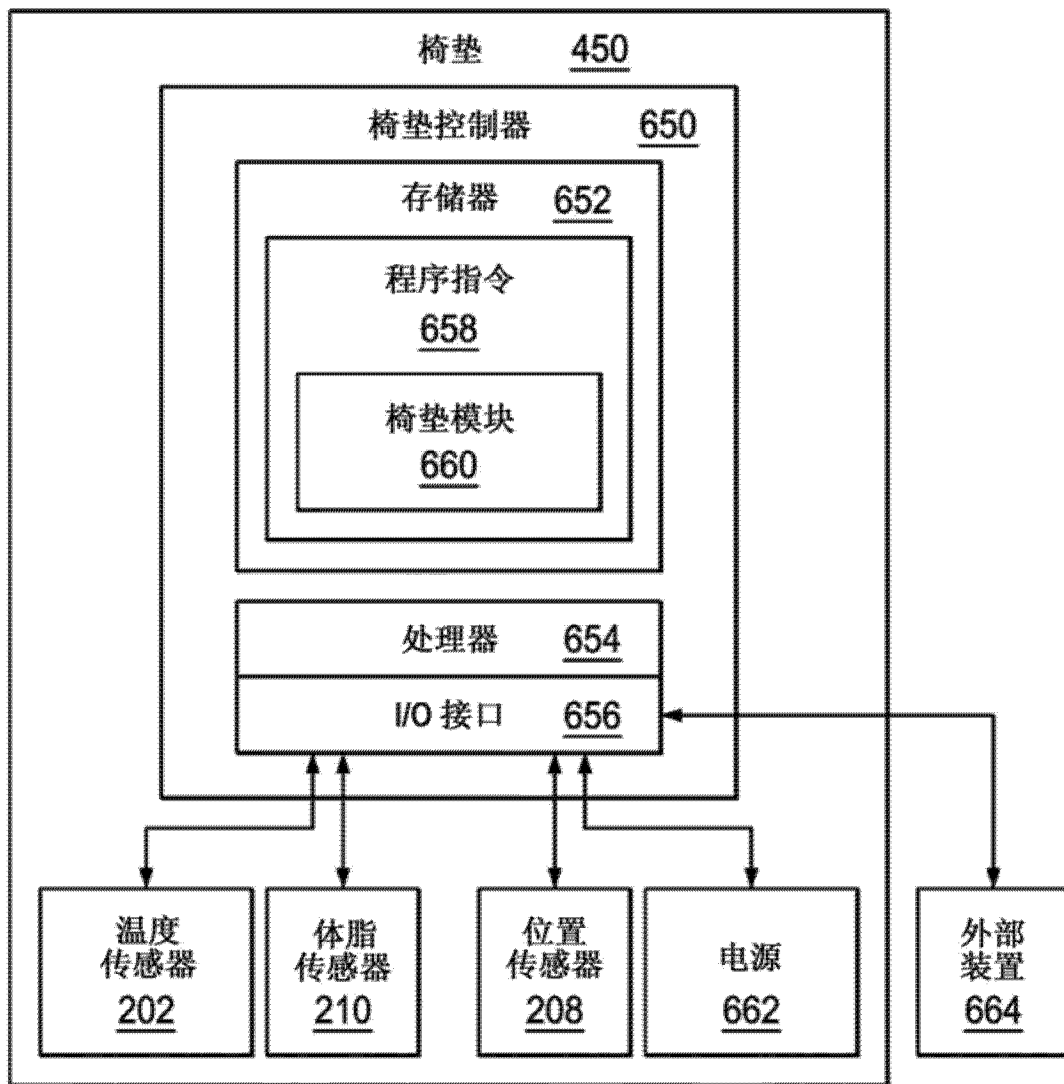 椅垫 450
椅垫控制器 650
存储器 652
程序指令
658
椅垫模块
660
处理器 654
I/O 接口 656
温度
传感器
202
体脂
传感器
210
位置
传感器
208
电源
662
外部
装置
664